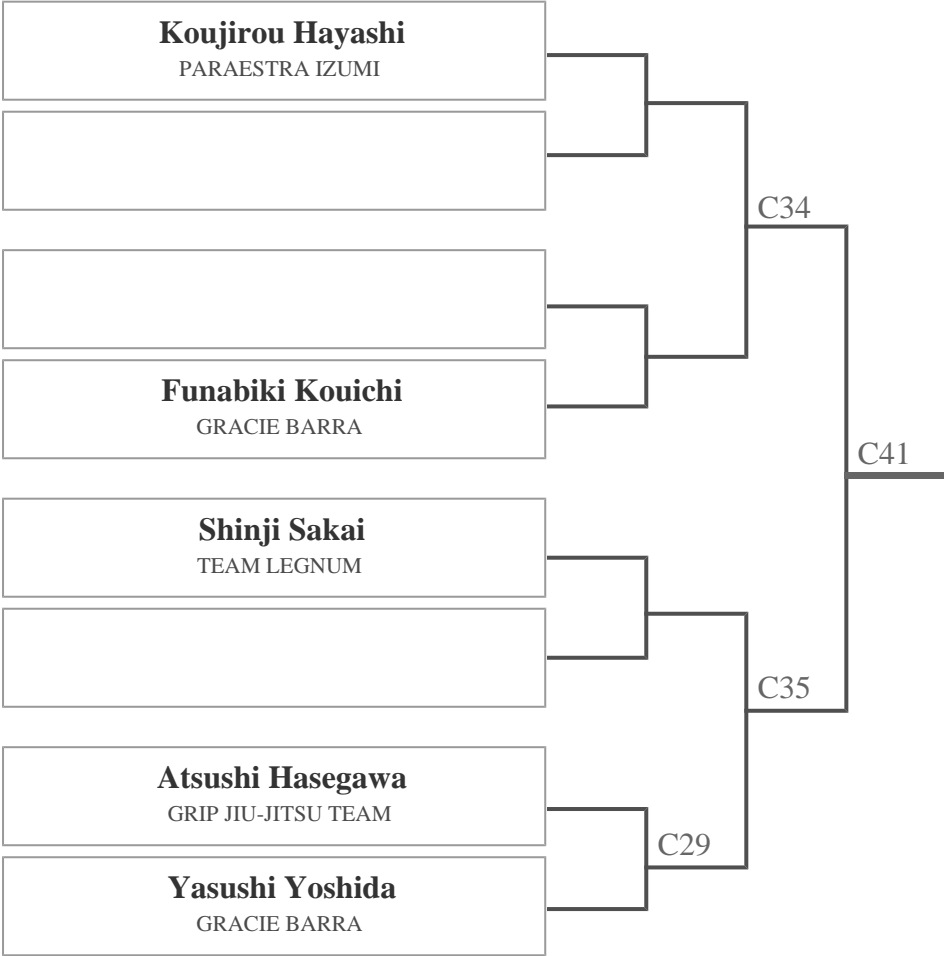 Koujirou Hayashi
PARAESTRA IZUMI
C34
Funabiki Kouichi
GRACIE BARRA
C41
Shinji Sakai
TEAM LEGNUM
C35
Atsushi Hasegawa
GRIP JIU-JITSU TEAM
C29
Yasushi Yoshida
GRACIE BARRA